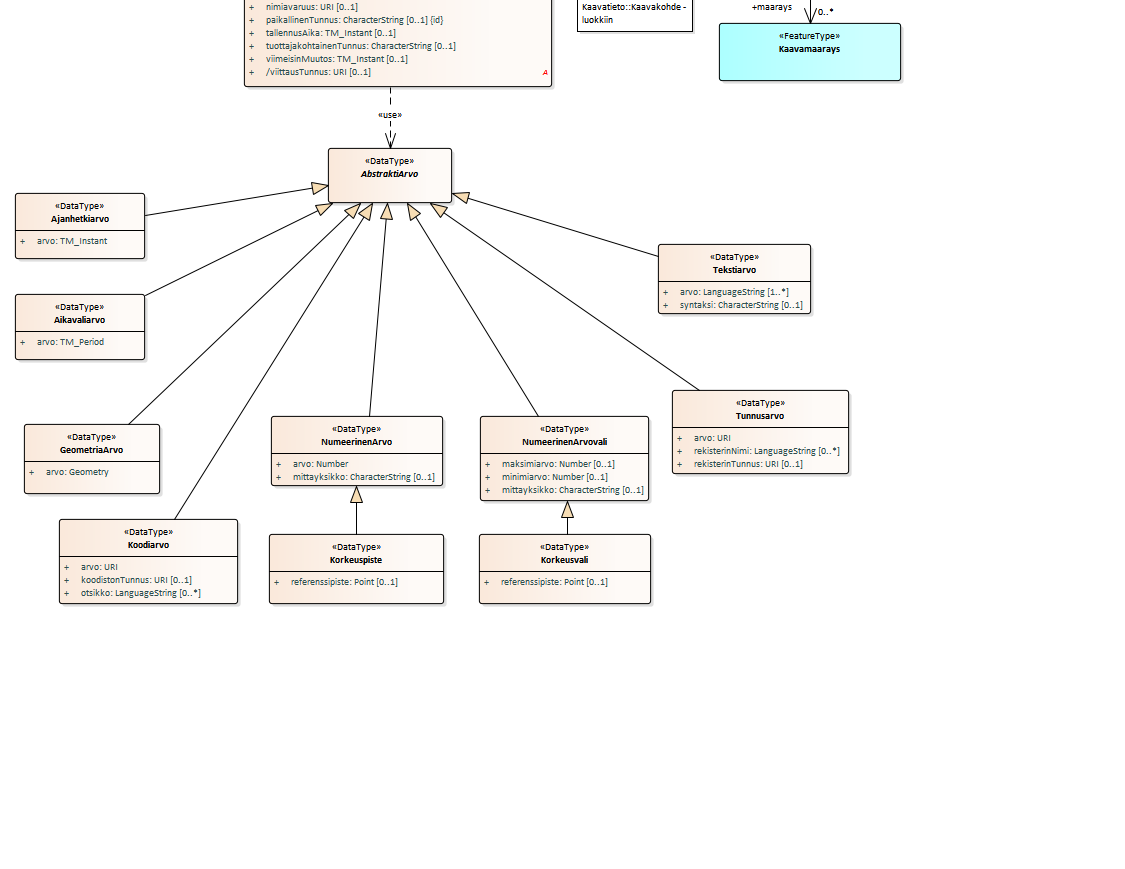 + nimiavaruus: URI [0..1]
+ paikallinenTunnus: CharacterString [0..1] {id}
+ tallennusAika: TM_Instant [0..1]
+ tuottajakohtainenTunnus: CharacterString [0..1]
+ viimeisinMuutos: TM_Instant [0..1]
+ /viittausTunnus: URI [0..1]
A
Kaavatieto::Kaavakohde -
luokkiin
+maarays
0..*
«FeatureType»
Kaavamaarays
«use»
«DataType»
AbstraktiArvo
«DataType»
Ajanhetkiarvo
+ arvo: TM_Instant
«DataType»
Tekstiarvo
+ arvo: LanguageString [1..*]
+ syntaksi: CharacterString [0..1]
«DataType»
Aikavaliarvo
+ arvo: TM_Period
«DataType»
Tunnusarvo
+ arvo: URI
+ rekisterinNimi: LanguageString [0..*]
+ rekisterinTunnus: URI [0..1]
«DataType»
GeometriaArvo
+ arvo: Geometry
«DataType»
NumeerinenArvo
+ arvo: Number
+ mittayksikko: CharacterString [0..1]
«DataType»
NumeerinenArvovali
+ maksimiarvo: Number [0..1]
+ minimiarvo: Number [0..1]
+ mittayksikko: CharacterString [0..1]
«DataType»
Koodiarvo
+ arvo: URI
+ koodistonTunnus: URI [0..1]
+ otsikko: LanguageString [0..*]
«DataType»
Korkeuspiste
+ referenssipiste: Point [0..1]
«DataType»
Korkeusvali
+ referenssipiste: Point [0..1]